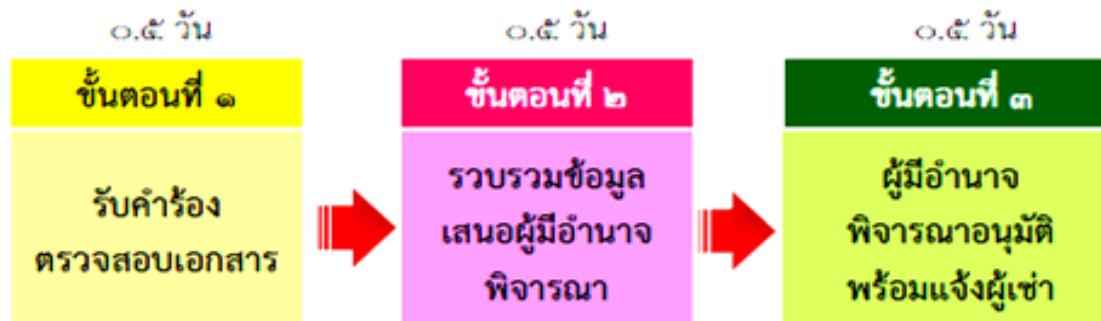 ๐.๕ วัน
ขั้นตอนที่ ๑
รับคำร้อง
ตรวจสอบเอกสาร
๐.๕ วัน
ขั้นตอนที่ ๒
รวบรวมข้อมูล
เสนอผู้มีอำนาจ
พิจารณา
๐.๕ วัน
ขั้นตอนที่ ๓
ผู้มีอำนาจ
พิจารณาอนุมัติ
พร้อมแจ้งผู้เช่า